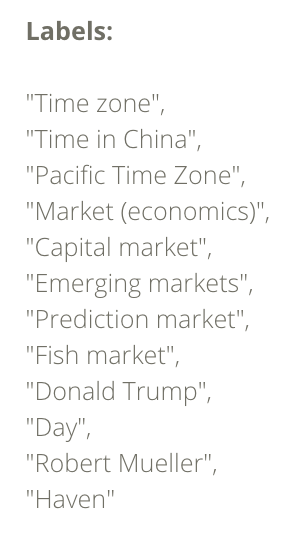 Labels:
"Time zone",
"Time in China",
"Pacific Time Zone",
"Market (economics)",
"Capital market",
"Emerging markets",
"Prediction market",
"Fish market",
"Donald Trump",
"Day",
"Robert Mueller",
"Haven"